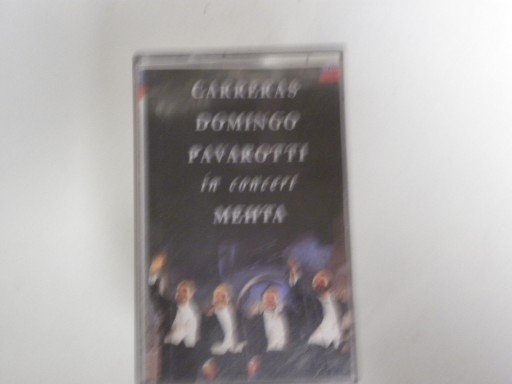 CARRERAS
DOMINGO
PAVAROTTI
in concert
MEHTA